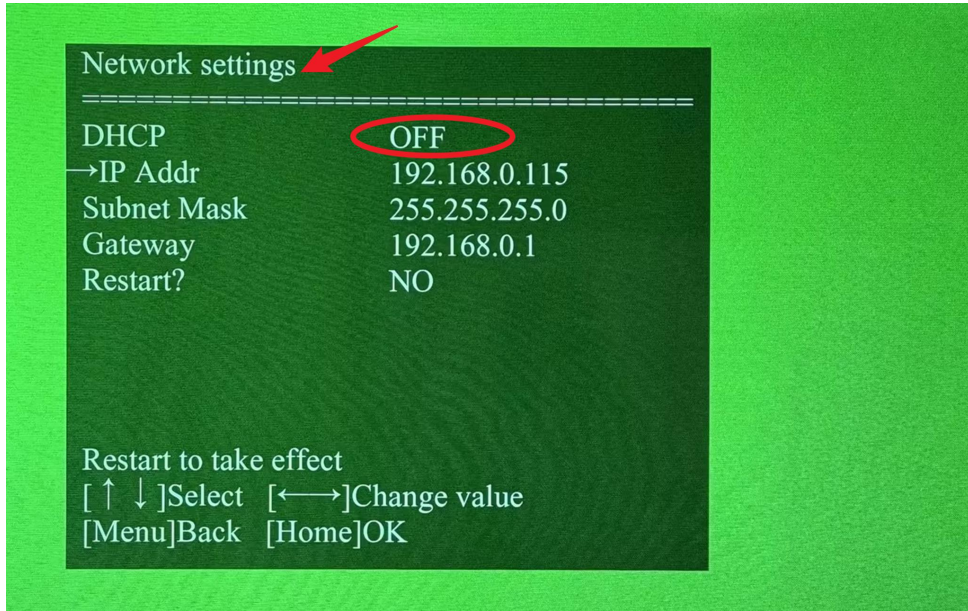 Network settings
==================================
DHCP OFF
→IP Addr 192.168.0.115
Subnet Mask 255.255.255.0
Gateway 192.168.0.1
Restart? NO
Restart to take effect
[↑↓]Select [←→]Change value
[Menu]Back [Home]OK